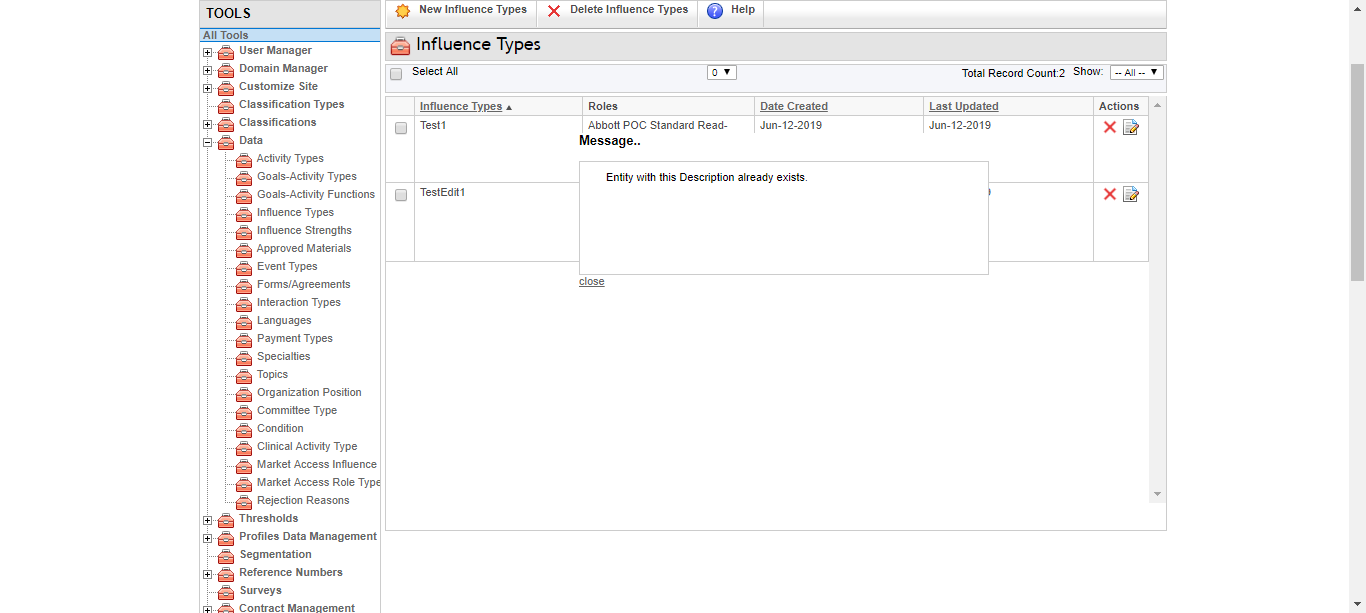 TOOLS
All Tools
User Manager
Domain Manager
Customize Site
Classification Types
Classifications
Data
Activity Types
Goals-Activity Types
Goals-Activity Functions
Influence Types
Influence Strengths
Approved Materials
Event Types
Forms/Agreements
Interaction Types
Languages
Payment Types
Specialties
Topics
Organization Position
Committee Type
Condition
Clinical Activity Type
Market Access Influence
Market Access Role Type
Rejection Reasons
Thresholds
Profiles Data Management
Segmentation
Reference Numbers
Surveys
Contract Management
New Influence Types Delete Influence Types Help
Influence Types
Select All 0 Total Record Count:2 Show: -- All --
Influence Types Roles Date Created Last Updated Actions
Test1 Abbott POC Standard Read- Jun-12-2019 Jun-12-2019
Message..
Entity with this Description already exists.
TestEdit1
close